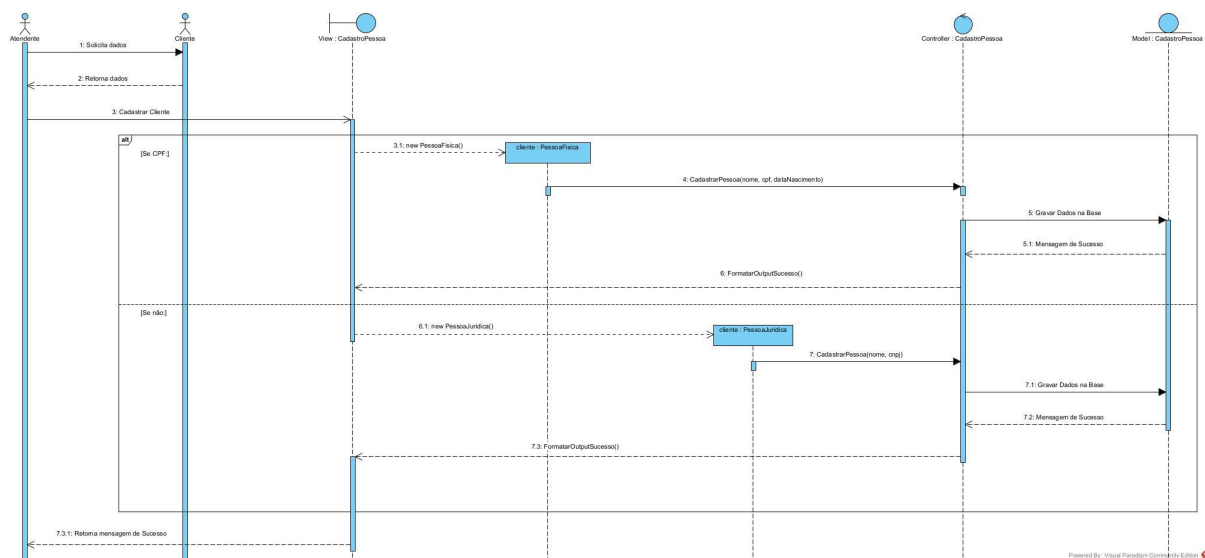 Atendente
Cliente
View : CadastroPessoa
Controller : CadastroPessoa
Model : CadastroPessoa
1: Solicita dados
2: Retorna dados
3: Cadastrar Cliente
alt
[Se CPF:]
3.1: new PessoaFisica()
cliente : PessoaFisica
4: CadastrarPessoa(nome, cpf, dataNascimento)
5: Gravar Dados na Base
5.1: Mensagem de Sucesso
6: FormatarOutputSucesso()
[Se não:]
6.1: new PessoaJuridica()
cliente : PessoaJuridica
7: CadastrarPessoa(nome, cnpj)
7.1: Gravar Dados na Base
7.2: Mensagem de Sucesso
7.3: FormatarOutputSucesso()
7.3.1: Retorna mensagem de Sucesso
Powered By: Visual Paradigm Community Edition